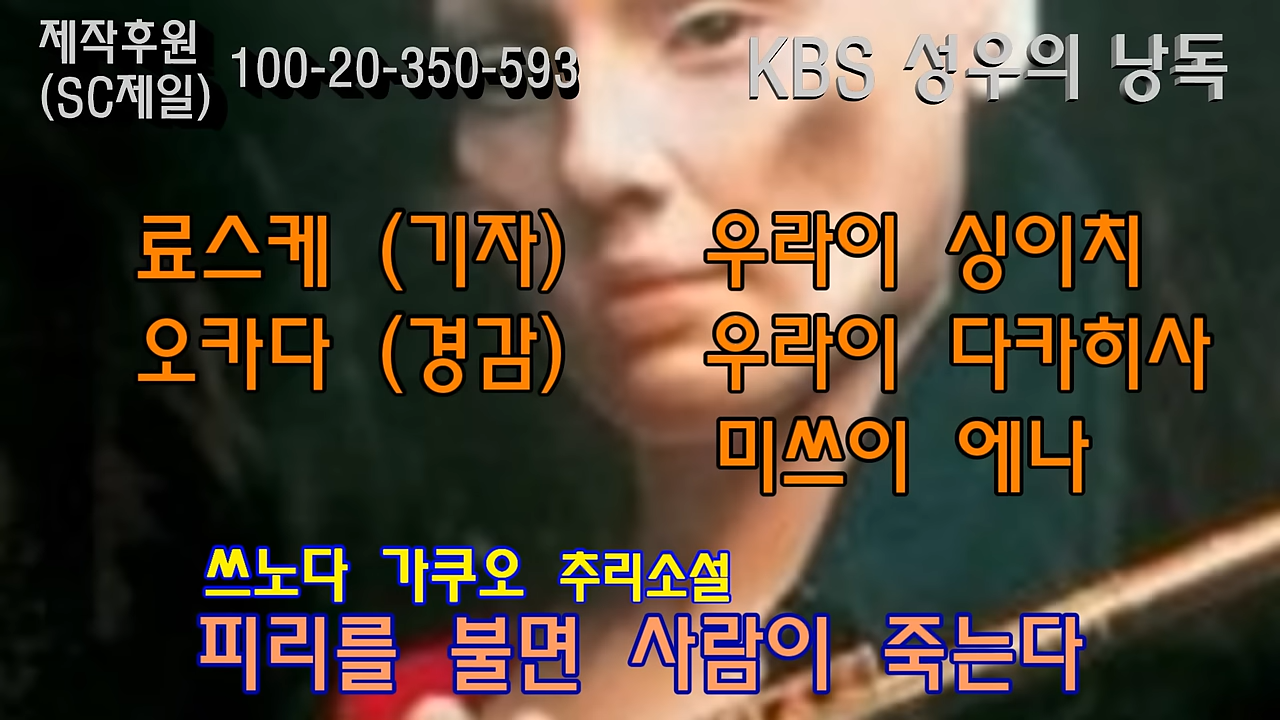 제작후원
(SC제일) 100-20-350-593
KBS 성우의 낭독
료스케 (기자) 우라이 싱이치
오카다 (경감) 우라이 다카히사
미쓰이 에나
쓰노다 가쿠오 추리소설
피리를 불면 사람이 죽는다